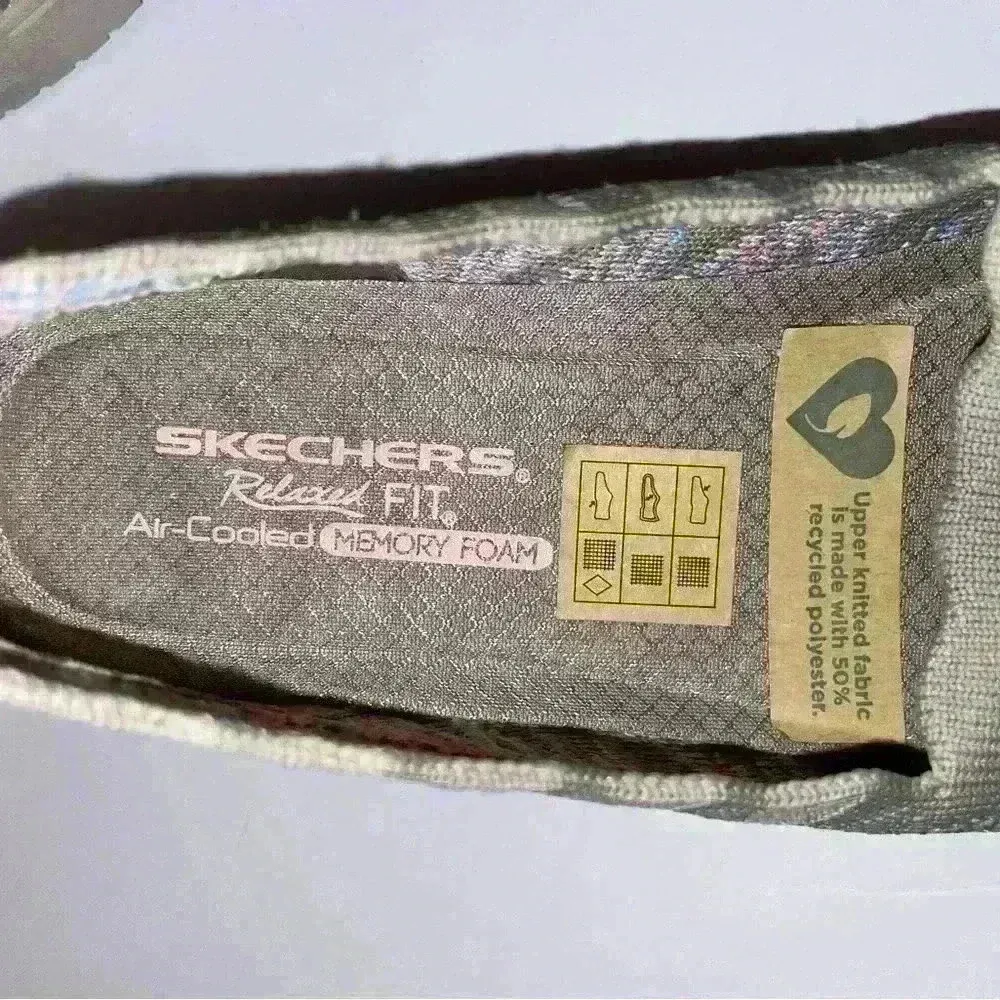 SKECHERS®
Relaxed FIT®
Air-Cooled MEMORY FOAM
Upper knitted fabric
is made with 50%
recycled polyester.